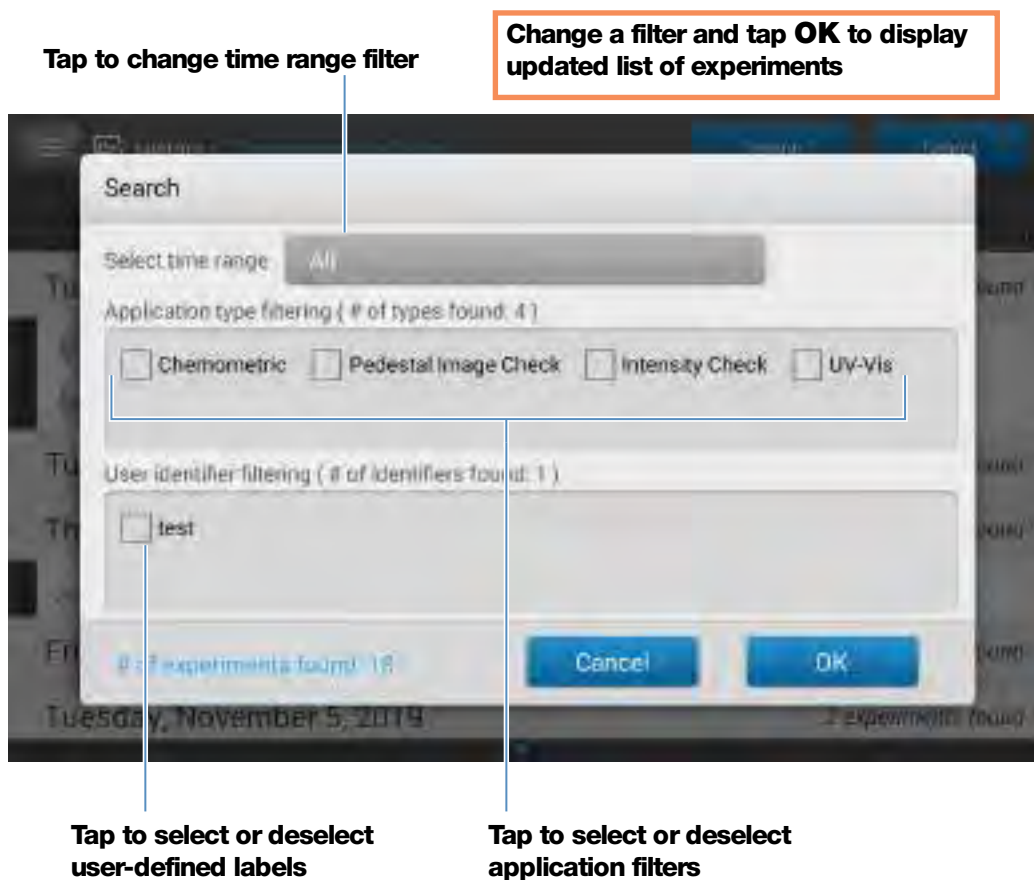 Tap to change time range filter
Change a filter and tap OK to display
updated list of experiments
Search
Select time range All
Application type filtering ( # of types found: 4 )
Chemometric Pedestal Image Check Intensity Check UV-Vis
User identifier filtering ( # of identifiers found: 1 )
test
# of experiments found: 18
Cancel OK
Tuesday, November 5, 2019 2 experiments found
Tap to select or deselect
user-defined labels
Tap to select or deselect
application filters